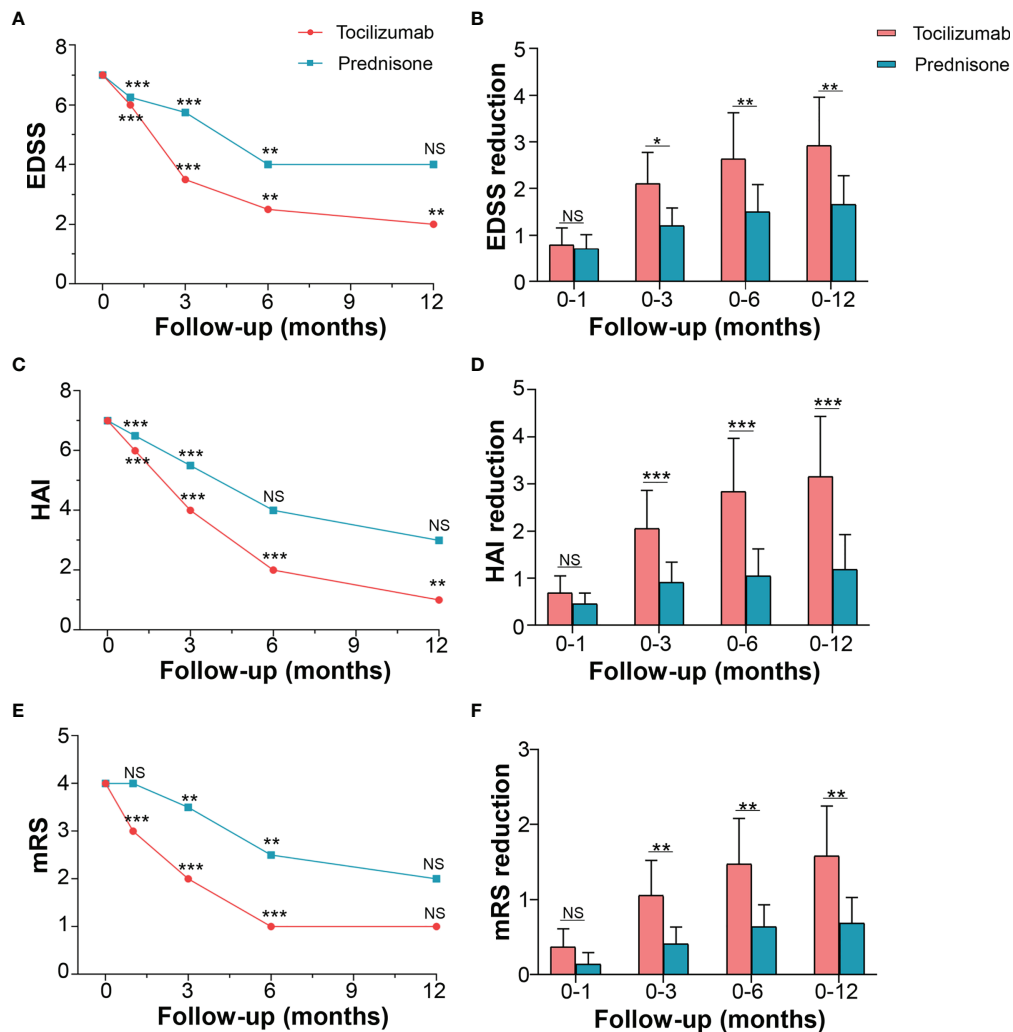 A
Tocilizumab
Prednisone
8
6
4
2
0
EDSS
***
***
***
***
**
**
NS
**
0 3 6 9 12
Follow-up (months)
B
Tocilizumab
Prednisone
5
4
3
2
1
0
EDSS reduction
NS
*
**
**
0-1 0-3 0-6 0-12
Follow-up (months)
C
8
6
4
2
0
HAI
***
***
***
***
NS
***
NS
**
0 3 6 9 12
Follow-up (months)
D
5
4
3
2
1
0
HAI reduction
NS
***
***
***
0-1 0-3 0-6 0-12
Follow-up (months)
E
5
4
3
2
1
0
mRS
NS
***
**
***
**
***
NS
NS
0 3 6 9 12
Follow-up (months)
F
3
2
1
0
mRS reduction
NS
**
**
**
0-1 0-3 0-6 0-12
Follow-up (months)